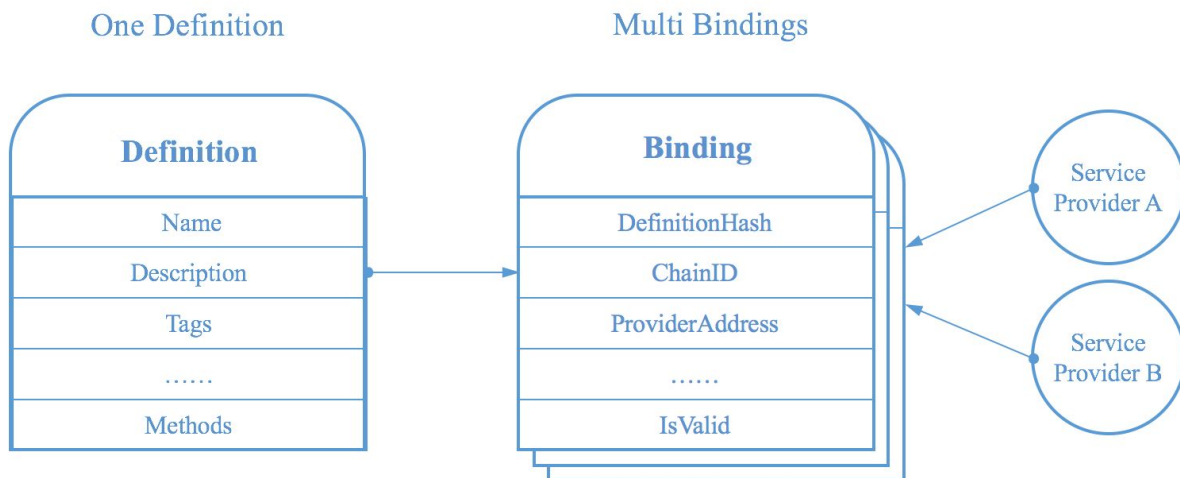 One Definition
Multi Bindings
Definition
Name
Description
Tags
......
Methods
Binding
DefinitionHash
ChainID
ProviderAddress
......
IsValid
Service
Provider A
Service
Provider B